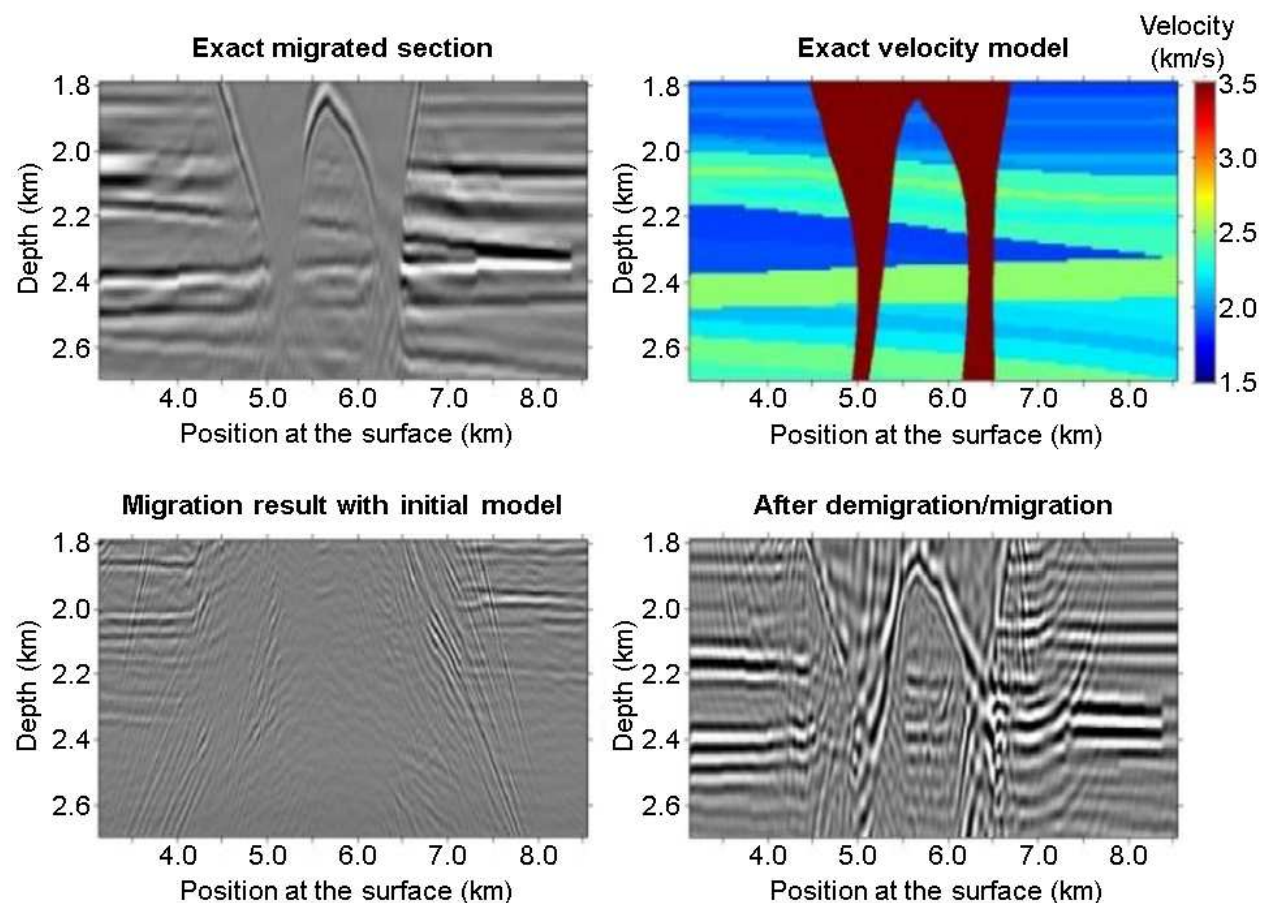 Exact migrated section
Exact velocity model
Velocity
(km/s)
Depth (km)
1.8
2.0
2.2
2.4
2.6
4.0 5.0 6.0 7.0 8.0
Position at the surface (km)
Depth (km)
1.8
2.0
2.2
2.4
2.6
4.0 5.0 6.0 7.0 8.0
Position at the surface (km)
3.5
3.0
2.5
2.0
1.5
Migration result with initial model
After demigration/migration
Depth (km)
1.8
2.0
2.2
2.4
2.6
4.0 5.0 6.0 7.0 8.0
Position at the surface (km)
Depth (km)
1.8
2.0
2.2
2.4
2.6
4.0 5.0 6.0 7.0 8.0
Position at the surface (km)